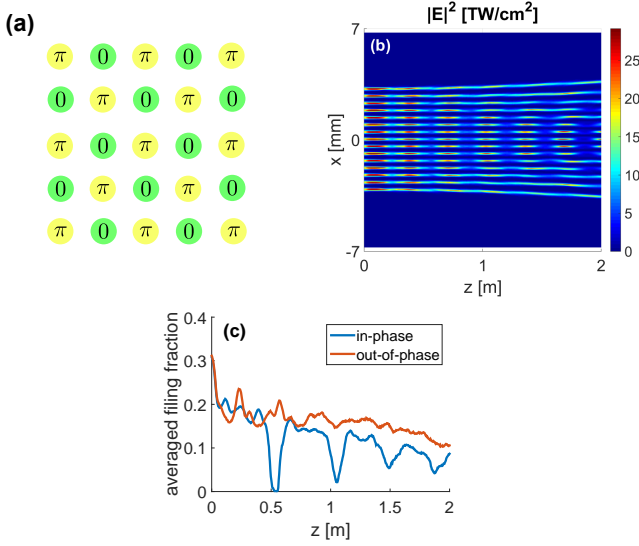 (a)
π 0 π 0 π
0 π 0 π 0
π 0 π 0 π
0 π 0 π 0
π 0 π 0 π
|E|² [TW/cm²]
(b)
7
0
-7
x [mm]
0 1 2
z [m]
25
20
15
10
5
0
(c)
in-phase
out-of-phase
0.4
0.3
0.2
0.1
0
averaged filing fraction
0 0.5 1 1.5 2
z [m]